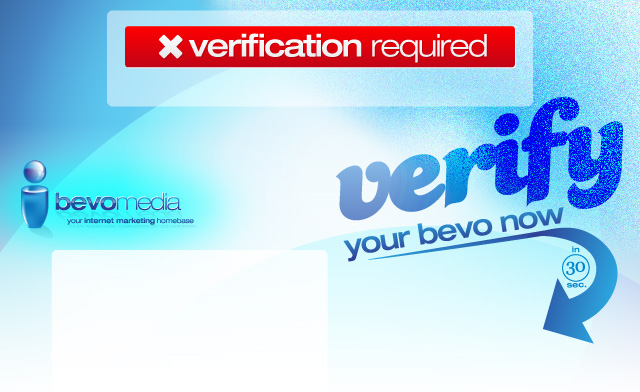 verification required
verify
your bevo now
in
30
sec.
bevomedia
your internet marketing homebase